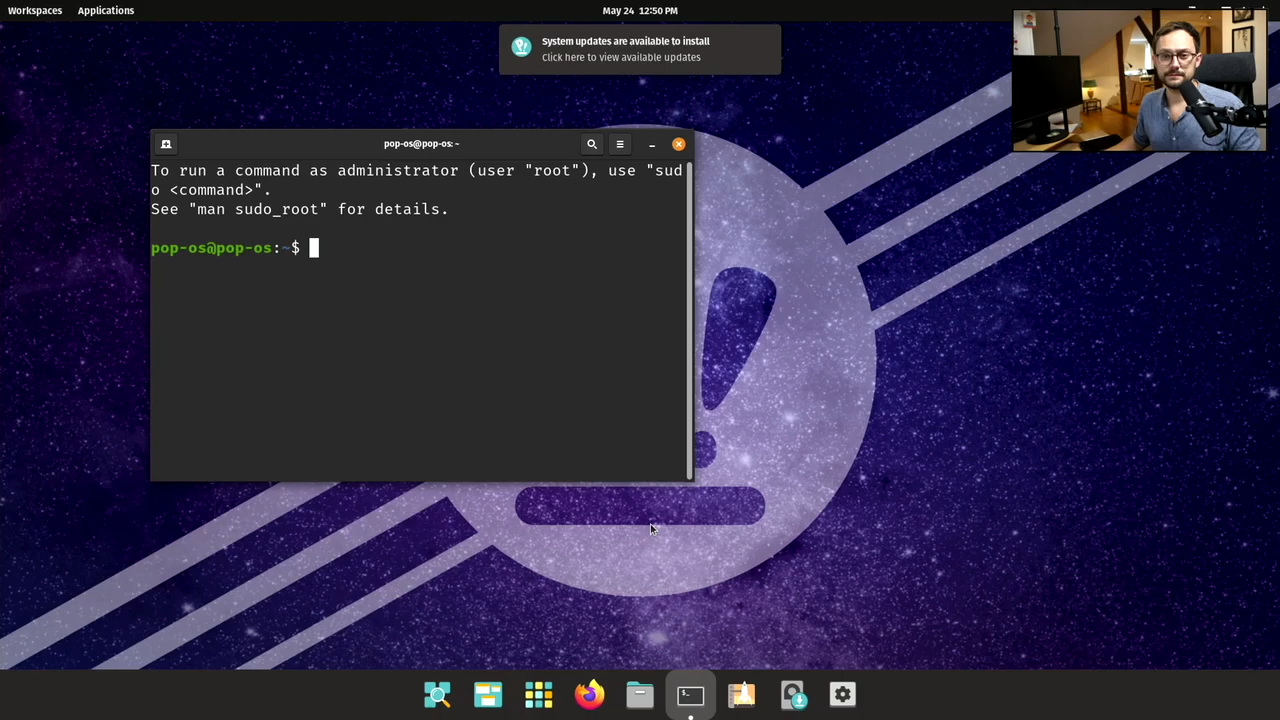 Workspaces Applications May 24 12:50 PM
System updates are available to install
Click here to view available updates
pop-os@pop-os: ~
To run a command as administrator (user "root"), use "sud
o <command>".
See "man sudo_root" for details.
pop-os@pop-os:~$